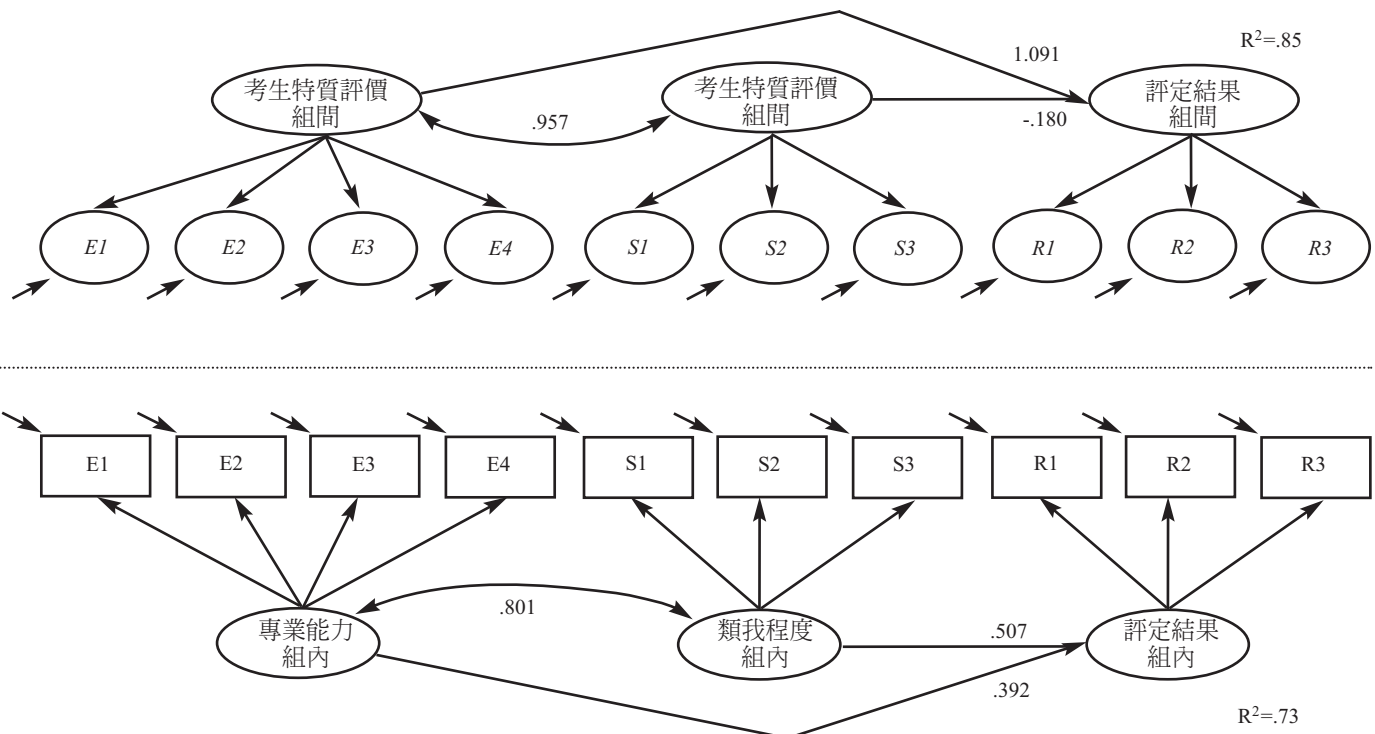 R²=.85
1.091
考生特質評價
組間
考生特質評價
組間
評定結果
組間
.957
-.180
E1
E2
E3
E4
S1
S2
S3
R1
R2
R3
E1
E2
E3
E4
S1
S2
S3
R1
R2
R3
.801
專業能力
組內
類我程度
組內
.507
評定結果
組內
.392
R²=.73